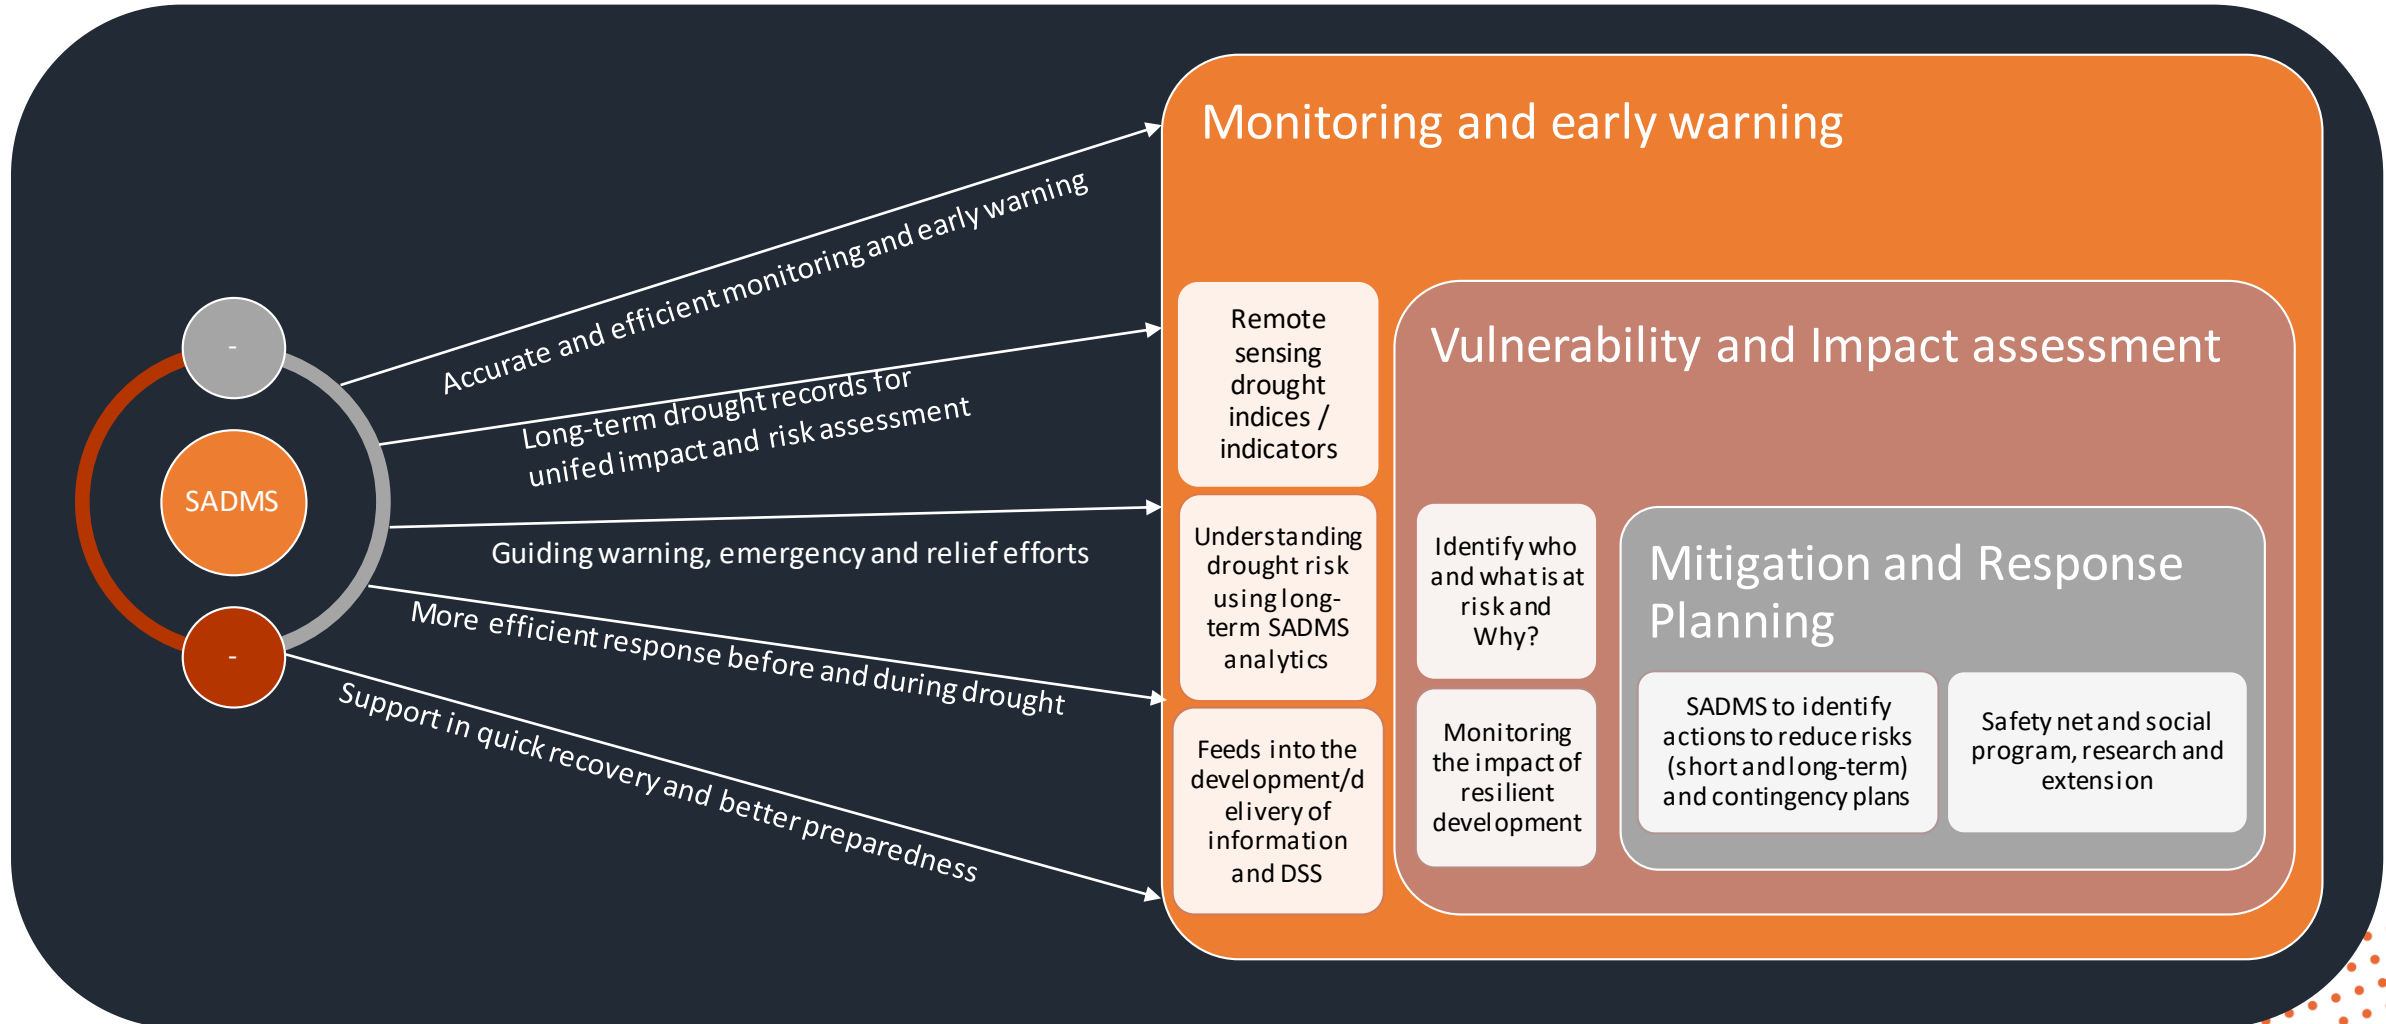 -
SADMS
-
Accurate and efficient monitoring and early warning
Long-term drought records for
unifed impact and risk assessment
Guiding warning, emergency and relief efforts
More efficient response before and during drought
Support in quick recovery and better preparedness
Monitoring and early warning
Remote
sensing
drought
indices /
indicators
Understanding
drought risk
using long-
term SADMS
analytics
Feeds into the
development/d
elivery of
information
and DSS
Vulnerability and Impact assessment
Identify who
and what is at
risk and
Why?
Monitoring
the impact of
resilient
development
Mitigation and Response
Planning
SADMS to identify
actions to reduce risks
(short and long-term)
and contingency plans
Safety net and social
program, research and
extension